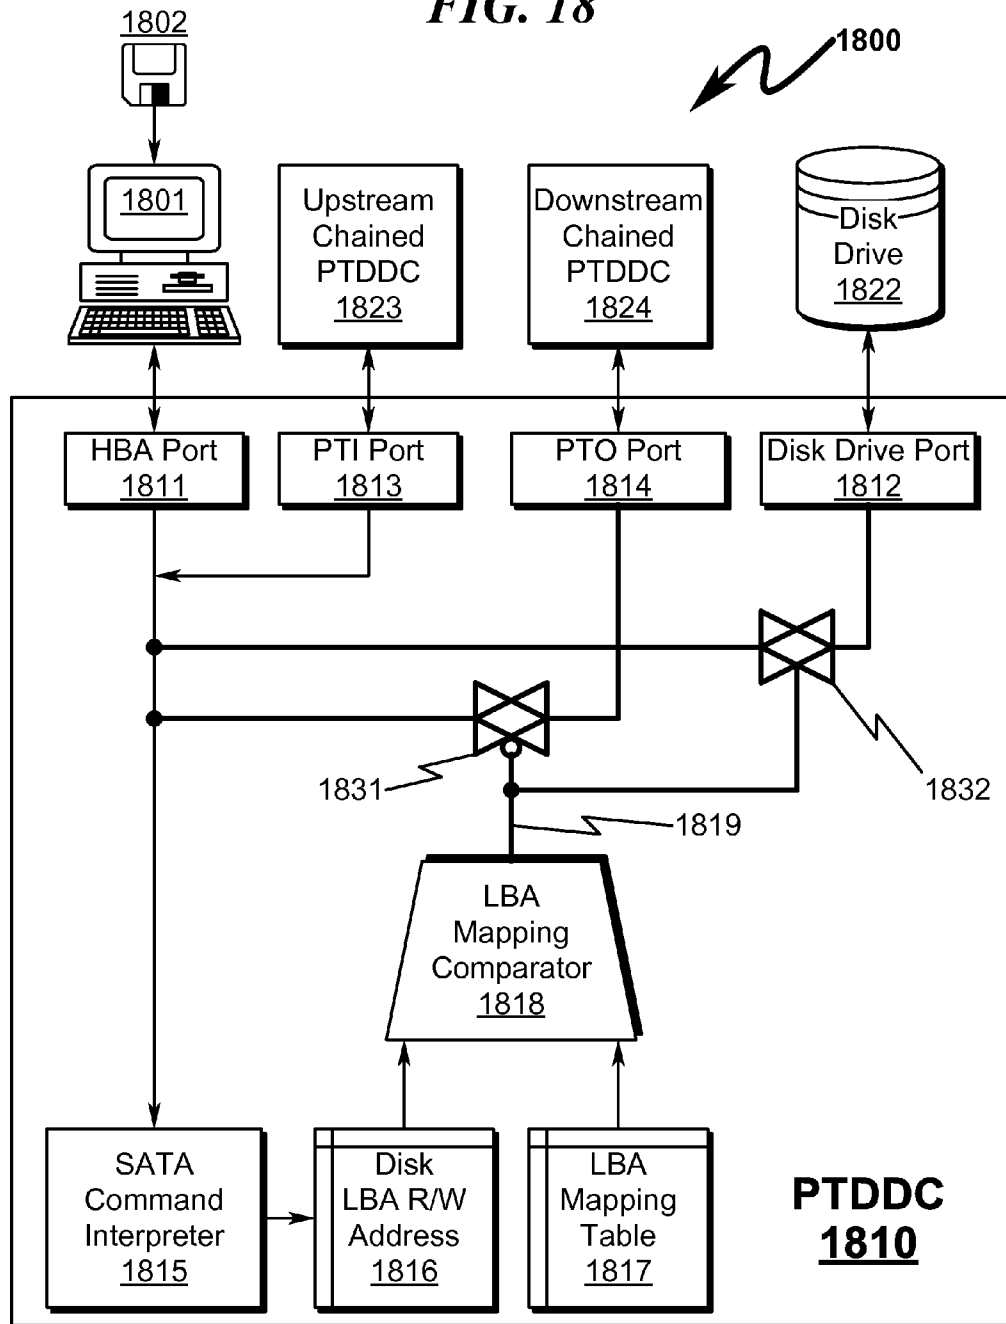 FIG. 18
1802
1800
1801
Upstream
Chained
PTDDC
1823
Downstream
Chained
PTDDC
1824
Disk
Drive
1822
HBA Port
1811
PTI Port
1813
PTO Port
1814
Disk Drive Port
1812
1831
1832
1819
LBA
Mapping
Comparator
1818
SATA
Command
Interpreter
1815
Disk
LBA R/W
Address
1816
LBA
Mapping
Table
1817
PTDDC
1810